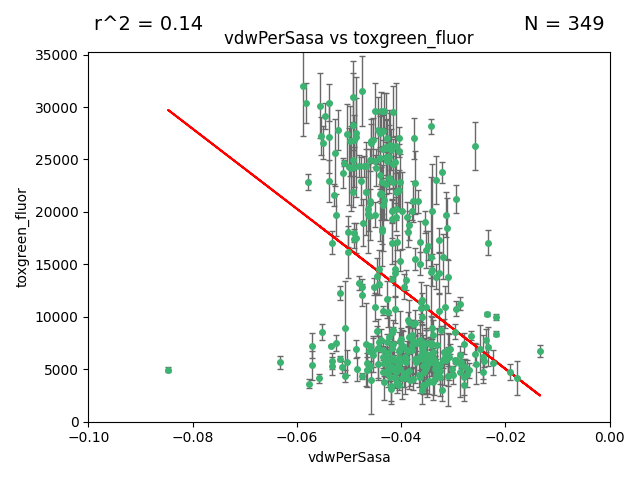 r^2 = 0.14
N = 349
vdwPerSasa vs toxgreen_fluor
35000
30000
25000
20000
15000
10000
5000
0
toxgreen_fluor
−0.10
−0.08
−0.06
−0.04
−0.02
0.00
vdwPerSasa